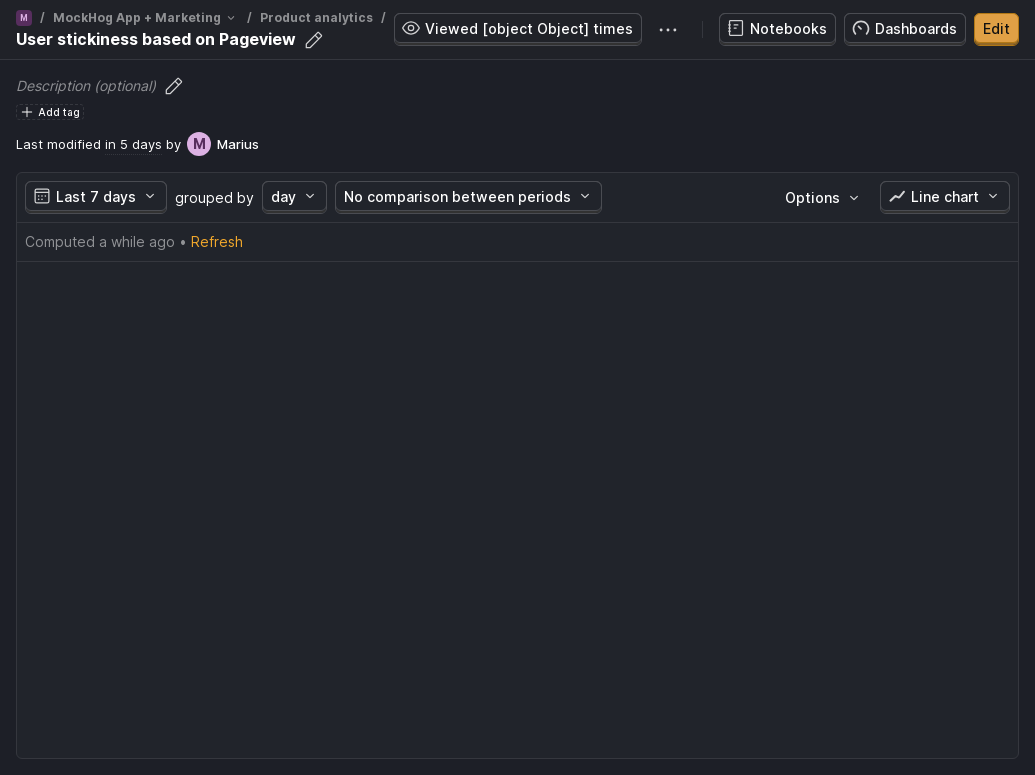 M / MockHog App + Marketing / Product analytics /
User stickiness based on Pageview
Viewed [object Object] times
Notebooks
Dashboards
Edit
Description (optional)
Add tag
Last modified in 5 days by M Marius
Last 7 days grouped by day No comparison between periods Options Line chart
Computed a while ago • Refresh